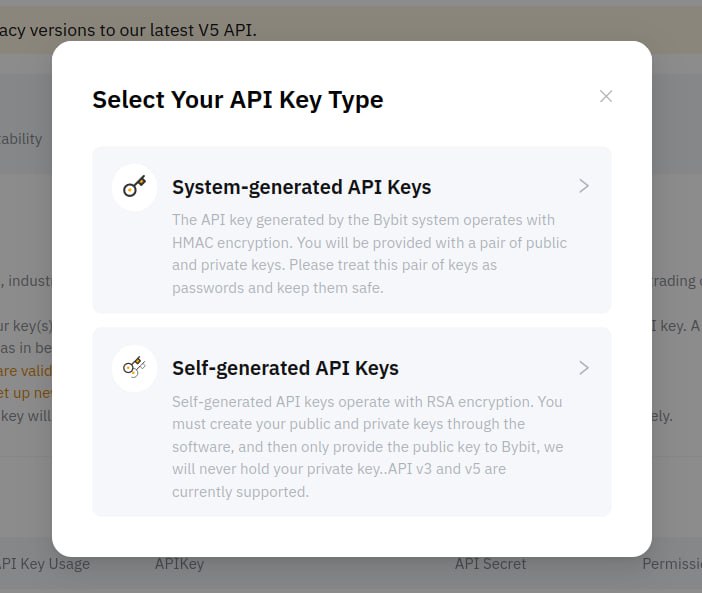 acy versions to our latest V5 API.
Select Your API Key Type
tability
System-generated API Keys
The API key generated by the Bybit system operates with
HMAC encryption. You will be provided with a pair of public
and private keys. Please treat this pair of keys as
passwords and keep them safe.
, industr
rading
ur key(s)
I key. A
as in be
are valid
et up ne
key will
ely.
Self-generated API Keys
Self-generated API keys operate with RSA encryption. You
must create your public and private keys through the
software, and then only provide the public key to Bybit, we
will never hold your private key..API v3 and v5 are
currently supported.
PI Key Usage
APIKey
API Secret
Permissi